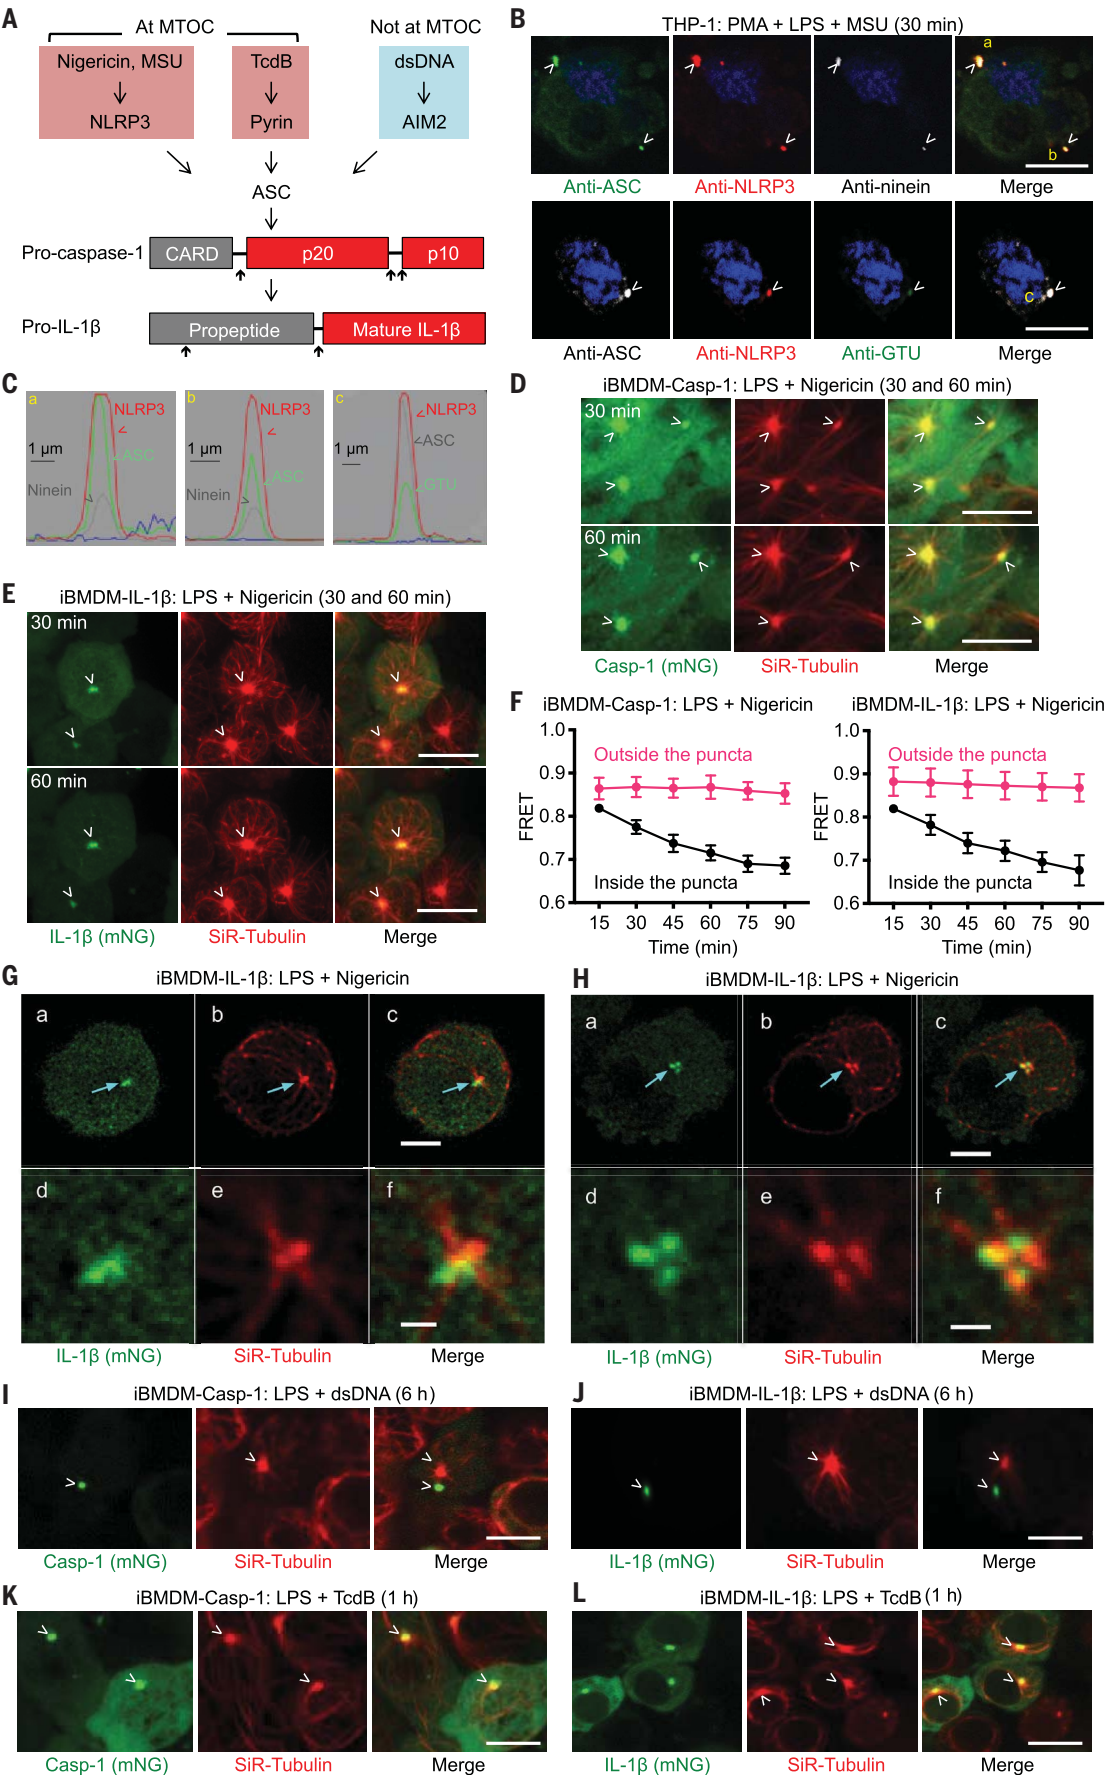 A
At MTOC
Not at MTOC
Nigericin, MSU
TcdB
dsDNA
NLRP3
Pyrin
AIM2
ASC
Pro-caspase-1
CARD
p20
p10
Pro-IL-1β
Propeptide
Mature IL-1β
B
THP-1: PMA + LPS + MSU (30 min)
a
b
Anti-ASC
Anti-NLRP3
Anti-ninein
Merge
c
Anti-ASC
Anti-NLRP3
Anti-GTU
Merge
C
a
NLRP3
1 µm
ASC
Ninein
b
NLRP3
1 µm
ASC
Ninein
c
NLRP3
ASC
1 µm
GTU
D
iBMDM-Casp-1: LPS + Nigericin (30 and 60 min)
30 min
60 min
Casp-1 (mNG)
SiR-Tubulin
Merge
E
iBMDM-IL-1β: LPS + Nigericin (30 and 60 min)
30 min
60 min
IL-1β (mNG)
SiR-Tubulin
Merge
F
iBMDM-Casp-1: LPS + Nigericin
1.0
0.9
0.8
0.7
0.6
FRET
Outside the puncta
Inside the puncta
15 30 45 60 75 90
Time (min)
iBMDM-IL-1β: LPS + Nigericin
1.0
0.9
0.8
0.7
0.6
FRET
Outside the puncta
Inside the puncta
15 30 45 60 75 90
Time (min)
G
iBMDM-IL-1β: LPS + Nigericin
a
b
c
d
e
f
IL-1β (mNG)
SiR-Tubulin
Merge
H
iBMDM-IL-1β: LPS + Nigericin
a
b
c
d
e
f
IL-1β (mNG)
SiR-Tubulin
Merge
I
iBMDM-Casp-1: LPS + dsDNA (6 h)
Casp-1 (mNG)
SiR-Tubulin
Merge
J
iBMDM-IL-1β: LPS + dsDNA (6 h)
IL-1β (mNG)
SiR-Tubulin
Merge
K
iBMDM-Casp-1: LPS + TcdB (1 h)
Casp-1 (mNG)
SiR-Tubulin
Merge
L
iBMDM-IL-1β: LPS + TcdB (1 h)
IL-1β (mNG)
SiR-Tubulin
Merge